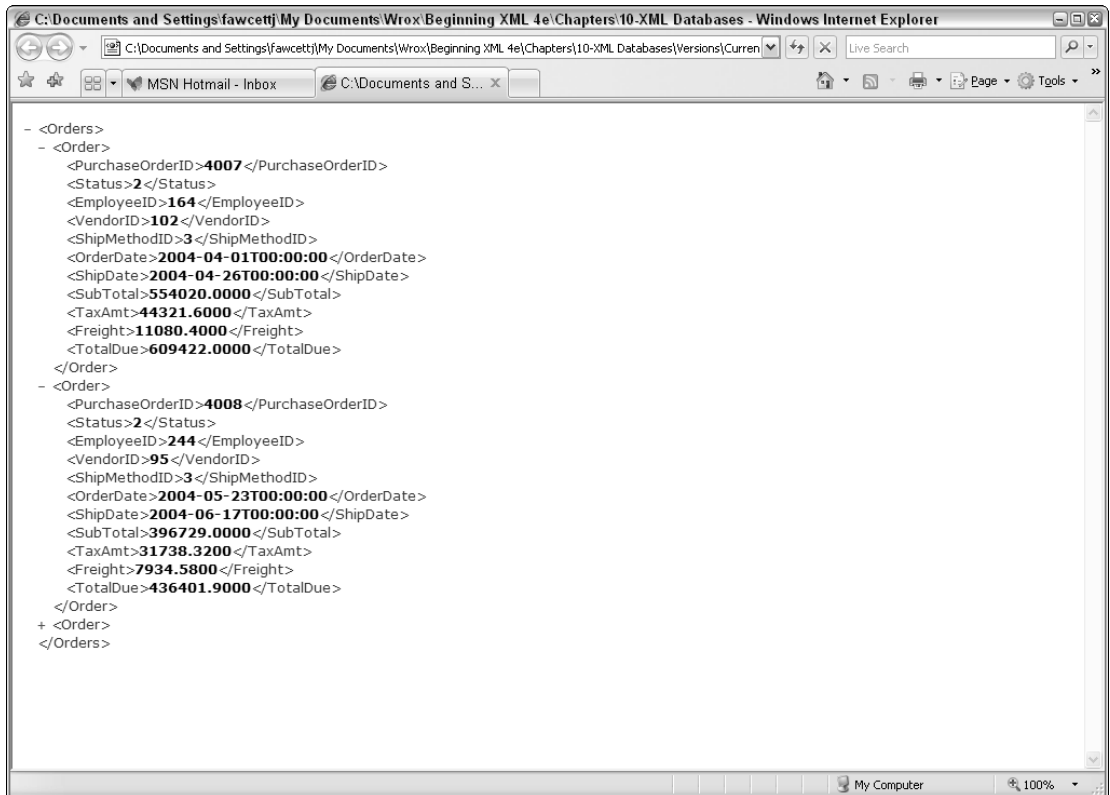 C:\Documents and Settings\fawcettj\My Documents\Wrox\Beginning XML 4e\Chapters\10-XML Databases - Windows Internet Explorer
C:\Documents and Settings\fawcettj\My Documents\Wrox\Beginning XML 4e\Chapters\10-XML Databases\Versions\Curren
Live Search
MSN Hotmail - Inbox
C:\Documents and S...
Page
Tools
»
- <Orders>
- <Order>
<PurchaseOrderID>4007</PurchaseOrderID>
<Status>2</Status>
<EmployeeID>164</EmployeeID>
<VendorID>102</VendorID>
<ShipMethodID>3</ShipMethodID>
<OrderDate>2004-04-01T00:00:00</OrderDate>
<ShipDate>2004-04-26T00:00:00</ShipDate>
<SubTotal>554020.0000</SubTotal>
<TaxAmt>44321.6000</TaxAmt>
<Freight>11080.4000</Freight>
<TotalDue>609422.0000</TotalDue>
</Order>
- <Order>
<PurchaseOrderID>4008</PurchaseOrderID>
<Status>2</Status>
<EmployeeID>244</EmployeeID>
<VendorID>95</VendorID>
<ShipMethodID>3</ShipMethodID>
<OrderDate>2004-05-23T00:00:00</OrderDate>
<ShipDate>2004-06-17T00:00:00</ShipDate>
<SubTotal>396729.0000</SubTotal>
<TaxAmt>31738.3200</TaxAmt>
<Freight>7934.5800</Freight>
<TotalDue>436401.9000</TotalDue>
</Order>
+ <Order>
</Orders>
My Computer
100%